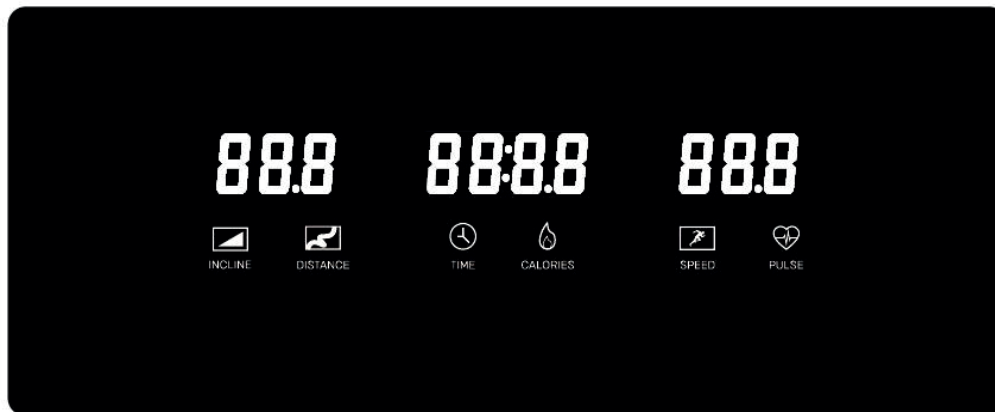 88.8 88:8.8 88.8
INCLINE DISTANCE TIME CALORIES SPEED PULSE